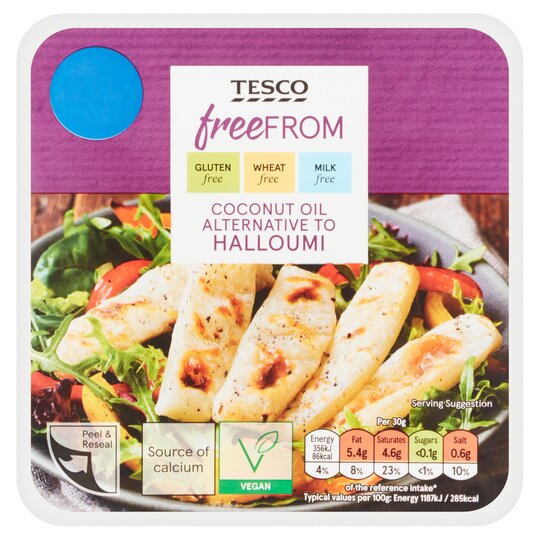 TESCO
freeFROM
GLUTEN
free
WHEAT
free
MILK
free
COCONUT OIL
ALTERNATIVE TO
HALLOUMI
Serving Suggestion
Peel &
Reseal
Source of
calcium
V
VEGAN
Per 30g
Energy
356kJ
86kcal
4%
Fat
5.4g
8%
Saturates
4.6g
23%
Sugars
<0.1g
<1%
Salt
0.6g
10%
of the reference intake*
Typical values per 100g: Energy 1187kJ / 285kcal